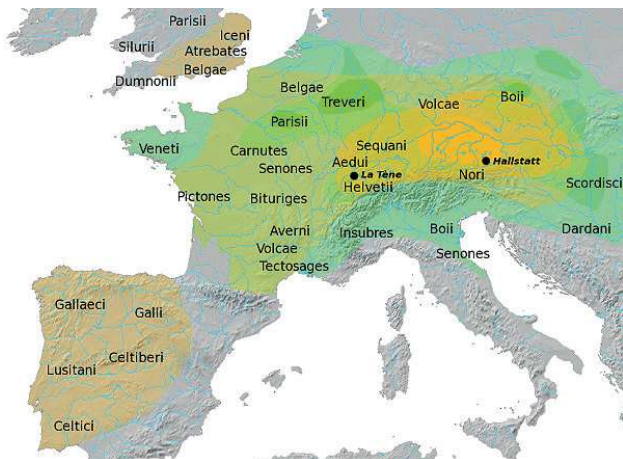 Parisii
Iceni
Silurii
Atrebates
Belgae
Dumnonii
Belgae
Treveri
Volcae
Boii
Parisii
Veneti
Carnutes
Sequani
Senones
Aedui
La Tène
Hallstatt
Helvetii
Nori
Scordisci
Pictones
Bituriges
Averni
Insubres
Boii
Dardani
Volcae
Senones
Tectosages
Gallaeci
Galli
Celtiberi
Lusitani
Celtici